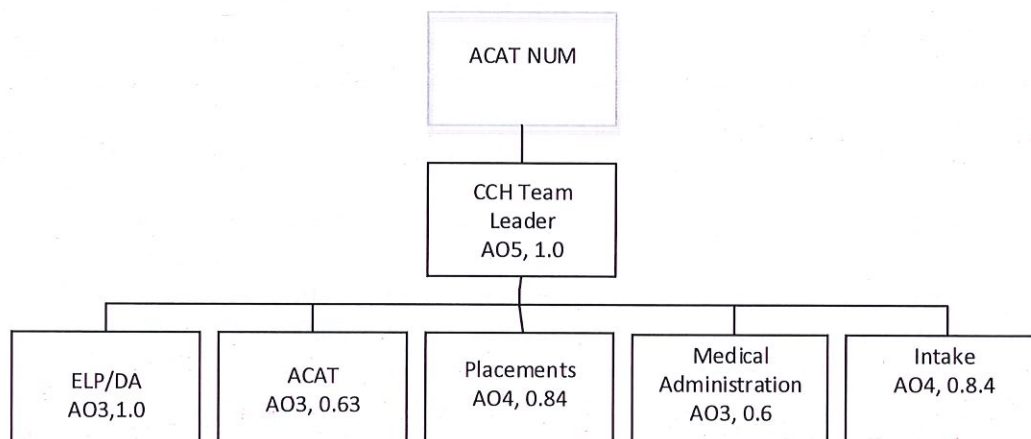 ACAT NUM
CCH Team
Leader
AO5, 1.0
ELP/DA
AO3,1.0
ACAT
AO3, 0.63
Placements
AO4, 0.84
Medical
Administration
AO3, 0.6
Intake
AO4, 0.8.4